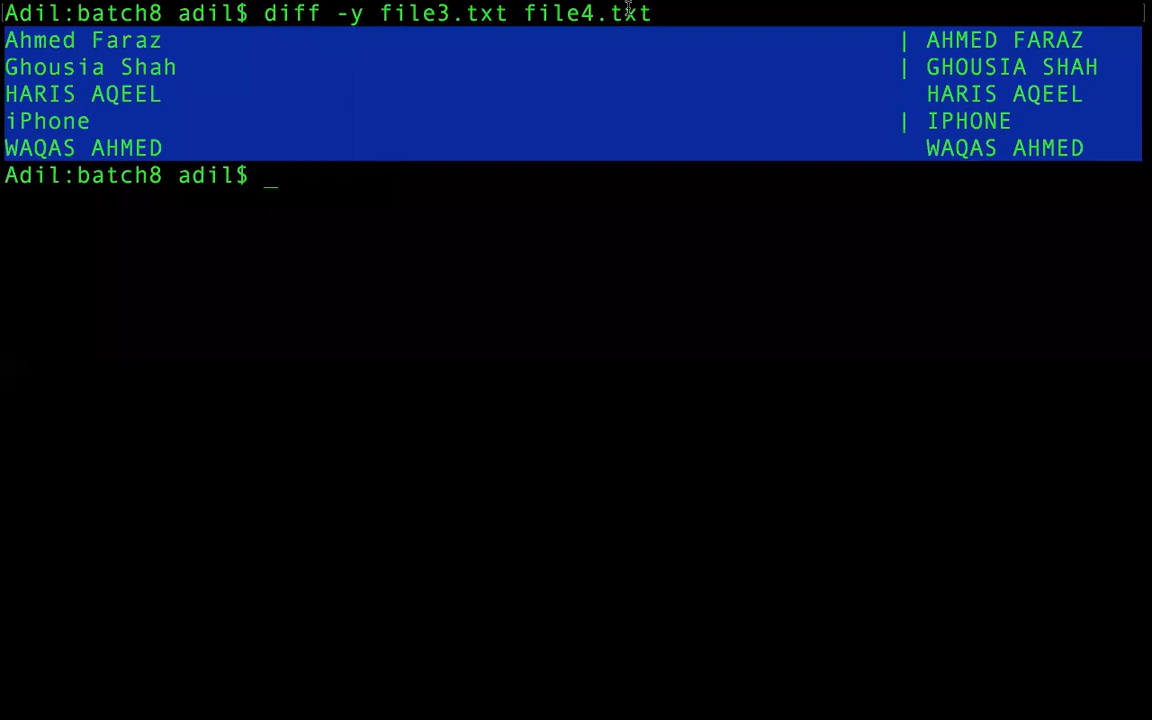 Adil:batch8 adil$ diff -y file3.txt file4.txt
Ahmed Faraz | AHMED FARAZ
Ghousia Shah | GHOUSIA SHAH
HARIS AQEEL HARIS AQEEL
iPhone | IPHONE
WAQAS AHMED WAQAS AHMED
Adil:batch8 adil$ _